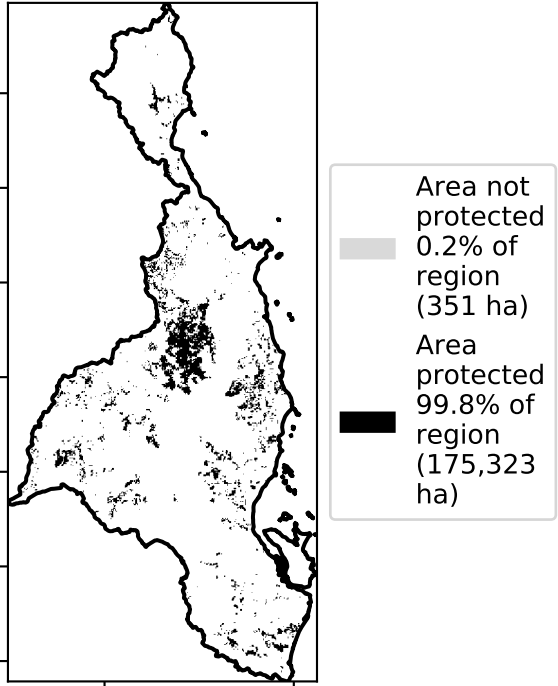 Area not
protected
0.2% of
region
(351 ha)
Area
protected
99.8% of
region
(175,323
ha)